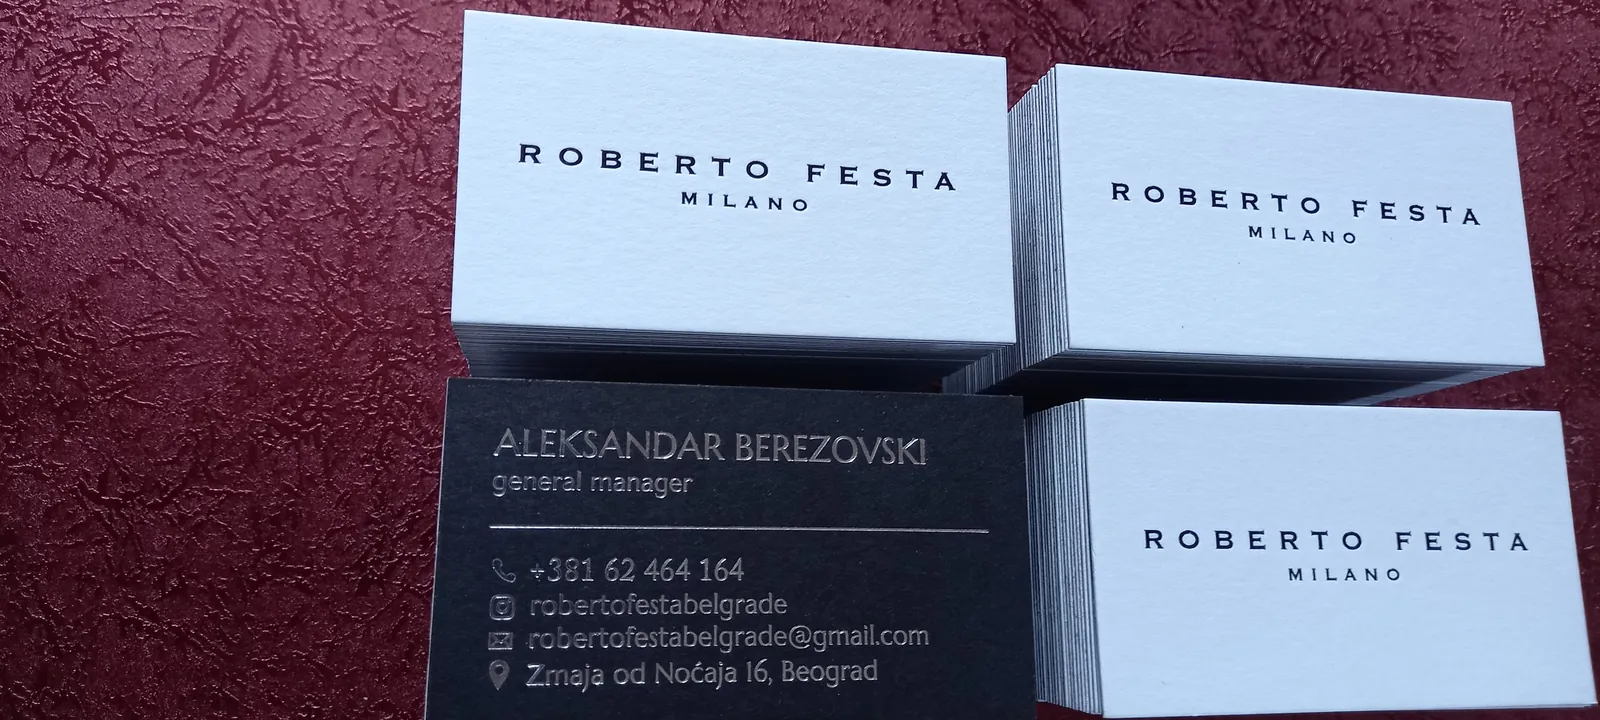 ROBERTO FESTA
MILANO
ROBERTO FESTA
MILANO
ALEKSANDAR BEREZOVSKI
general manager
+381 62 464 164
robertofestabelgrade
robertofestabelgrade@gmail.com
Zmaja od Noćaja 16, Beograd
ROBERTO FESTA
MILANO